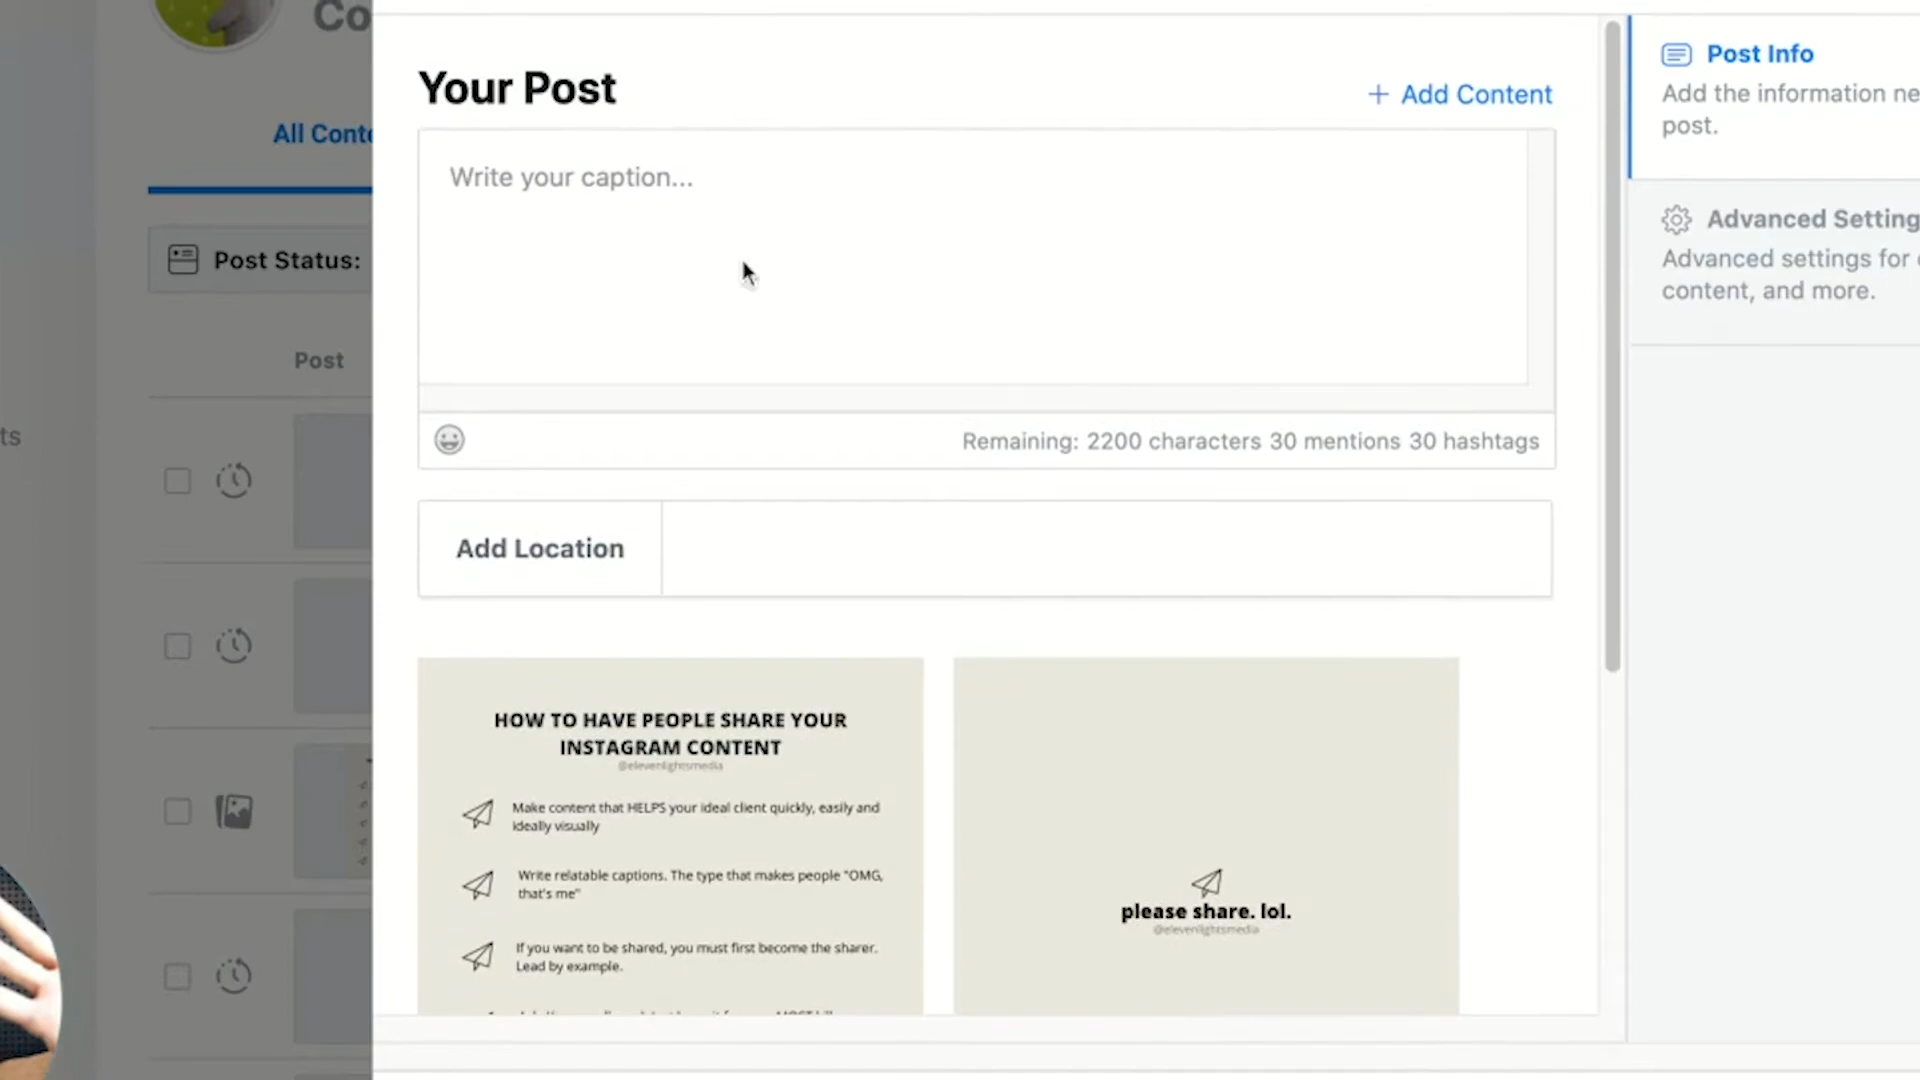 Co
All Conte
Post Status:
Post
ts
Your Post
+ Add Content
Write your caption...
Remaining: 2200 characters 30 mentions 30 hashtags
Add Location
HOW TO HAVE PEOPLE SHARE YOUR
INSTAGRAM CONTENT
@elevenlightsmedia
Make content that HELPS your ideal client quickly, easily and
ideally visually
Write relatable captions. The type that makes people "OMG,
that's me"
If you want to be shared, you must first become the sharer.
Lead by example.
please share. lol.
@elevenlightsmedia
Post Info
Add the information ne
post.
Advanced Setting
Advanced settings for
content, and more.